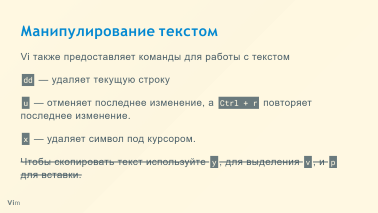 Манипулирование текстом
Vi также предоставляет команды для работы с текстом
dd — удаляет текущую строку
u — отменяет последнее изменение, а Ctrl + r повторяет
последнее изменение.
x — удаляет символ под курсором.
Чтобы скопировать текст используйте y, для выделения v, и p
для вставки.
Vim